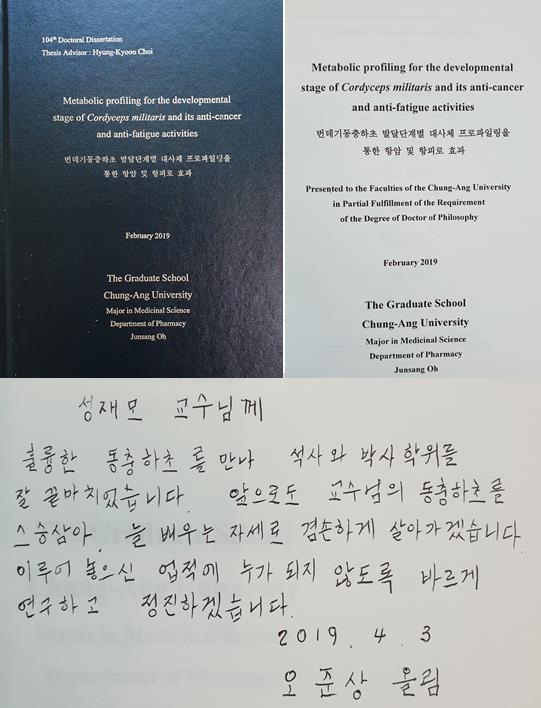 104th Doctoral Dissertation
Thesis Advisor : Hyung-Kyoon Choi
Metabolic profiling for the developmental
stage of Cordyceps militaris and its anti-cancer
and anti-fatigue activities
번데기동충하초 발달단계별 대사체 프로파일링을
통한 항암 및 항피로 효과
February 2019
The Graduate School
Chung-Ang University
Major in Medicinal Science
Department of Pharmacy
Junsang Oh
Metabolic profiling for the developmental
stage of Cordyceps militaris and its anti-cancer
and anti-fatigue activities
번데기동충하초 발달단계별 대사체 프로파일링을
통한 항암 및 항피로 효과
Presented to the Faculties of the Chung-Ang University
in Partial Fulfillment of the Requirement
of the Degree of Doctor of Philosophy
February 2019
The Graduate School
Chung-Ang University
Major in Medicinal Science
Department of Pharmacy
Junsang Oh
성재모 교수님께
훌륭한 동충하초를 만나 석사와 박사학위를
잘 끝마치었습니다. 앞으로도 교수님의 동충하초를
스승삼아, 늘 배우는 자세로 겸손하게 살아가겠습니다.
이루어 놓으신 업적에 누가 되지 않도록 바르게
연구하고 정진하겠습니다.
2019. 4. 3
오준상 올림